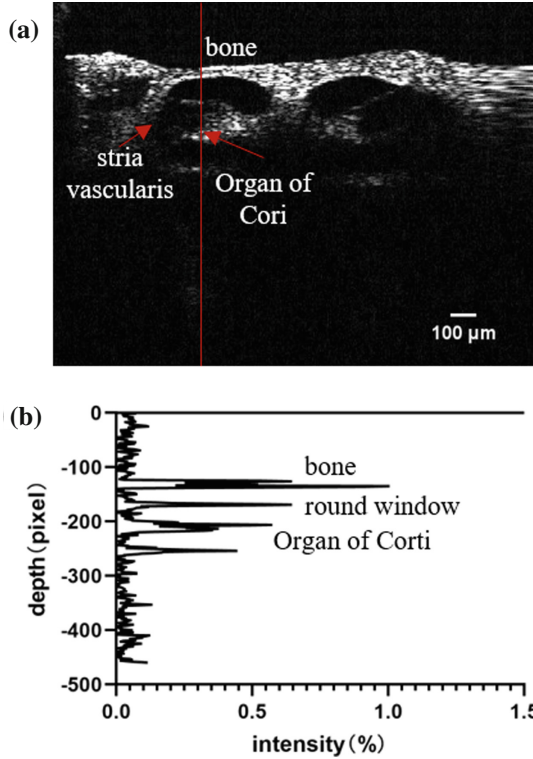 (a)
bone
stria
vascularis
Organ of
Cori
100 µm
(b)
0
-100
-200
-300
-400
-500
depth(pixel)
bone
round window
Organ of Corti
0.0
0.5
1.0
1.5
intensity(%)